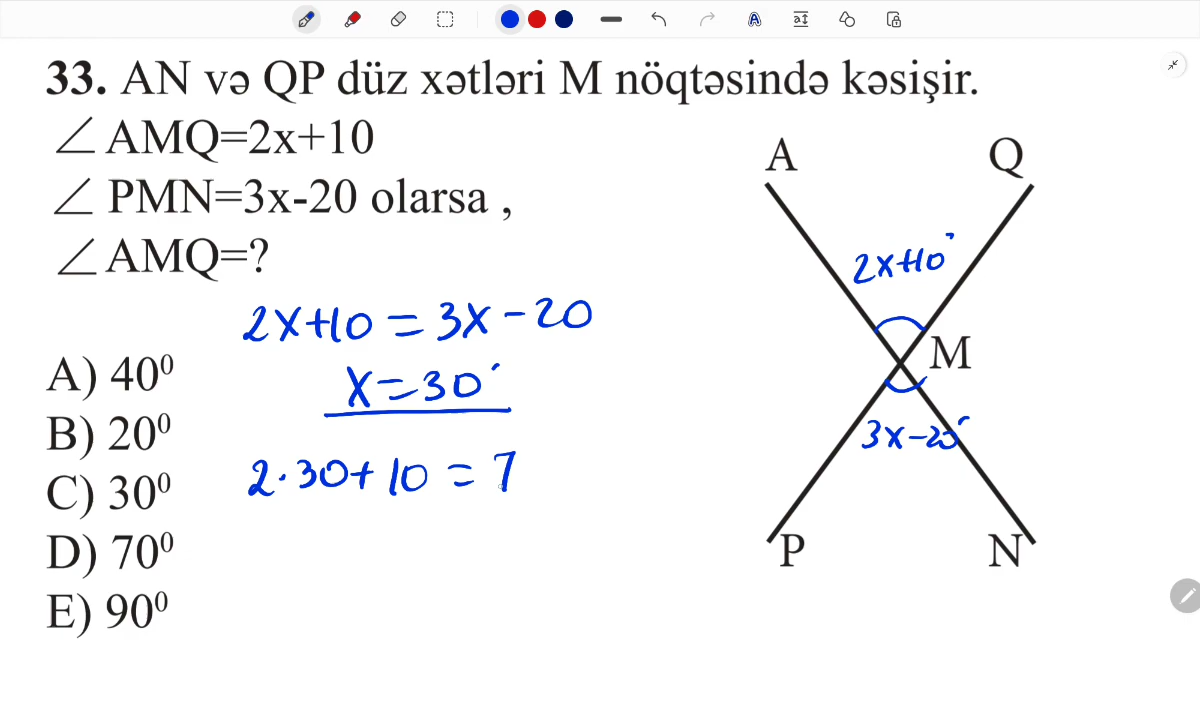 33. AN və QP düz xətləri M nöqtəsində kəsişir.
∠AMQ=2x+10
∠ PMN=3x-20 olarsa ,
∠AMQ=?
2x+10=3x-20
x=30°
2·30+10=7
A) 40⁰
B) 20⁰
C) 30⁰
D) 70⁰
E) 90⁰
A
Q
2x+10°
M
3x-20°
P
N